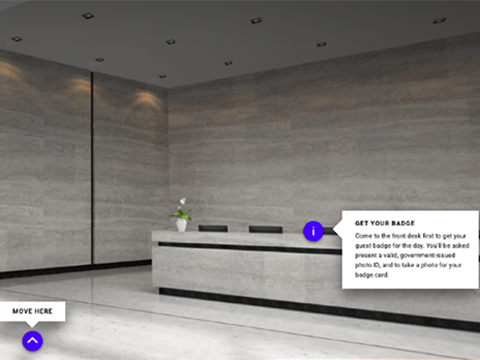 GET YOUR BADGE
Come to the front desk first to get your
guest badge for the day. You'll be asked
present a valid, government-issued
photo ID, and to take a photo for your
badge card.
MOVE HERE